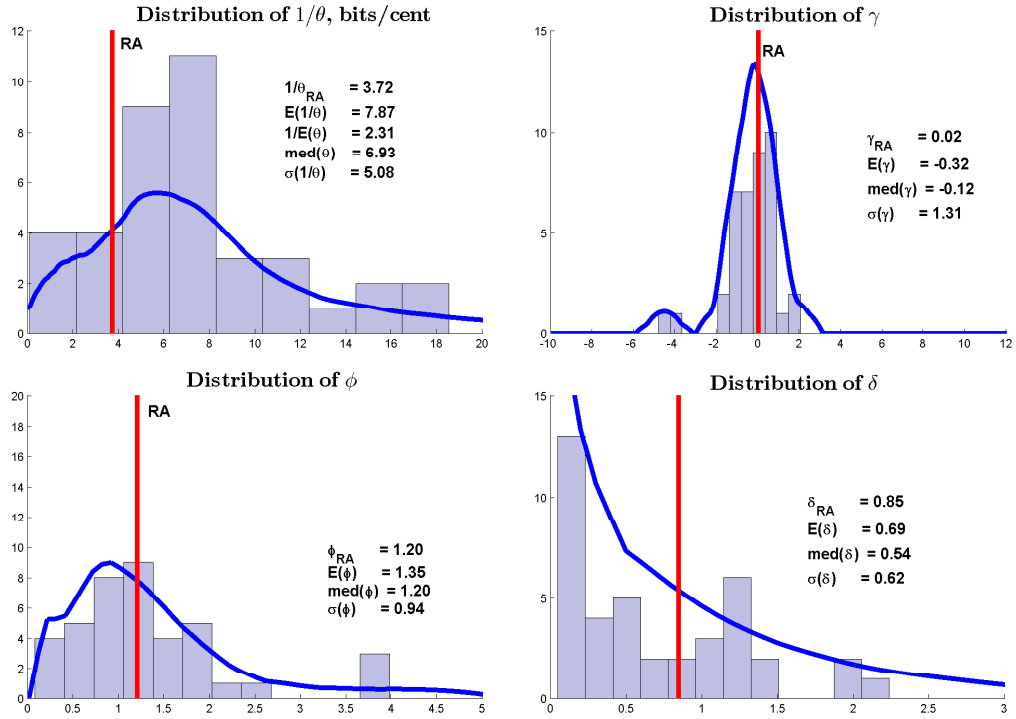 Distribution of 1/θ, bits/cent
12
10
8
6
4
2
0
0 2 4 6 8 10 12 14 16 18 20
RA
1/θRA = 3.72
E(1/θ) = 7.87
1/E(θ) = 2.31
med(θ) = 6.93
σ(1/θ) = 5.08
Distribution of γ
15
10
5
0
-10 -8 -6 -4 -2 0 2 4 6 8 10 12
RA
γRA = 0.02
E(γ) = -0.32
med(γ) = -0.12
σ(γ) = 1.31
Distribution of ϕ
20
18
16
14
12
10
8
6
4
2
0
0 0.5 1 1.5 2 2.5 3 3.5 4 4.5 5
RA
ϕRA = 1.20
E(ϕ) = 1.35
med(ϕ) = 1.20
σ(ϕ) = 0.94
Distribution of δ
15
10
5
0
0 0.5 1 1.5 2 2.5 3
δRA = 0.85
E(δ) = 0.69
med(δ) = 0.54
σ(δ) = 0.62